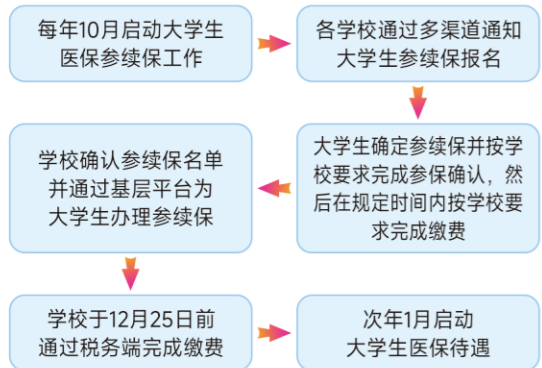 每年10月启动大学生
医保参续保工作
各学校通过多渠道通知
大学生参续保报名
大学生确定参续保并按学
校要求完成参保确认，然
后在规定时间内按学校要
求完成缴费
学校确认参续保名单
并通过基层平台为
大学生办理参续保
学校于12月25日前
通过税务端完成缴费
次年1月启动
大学生医保待遇